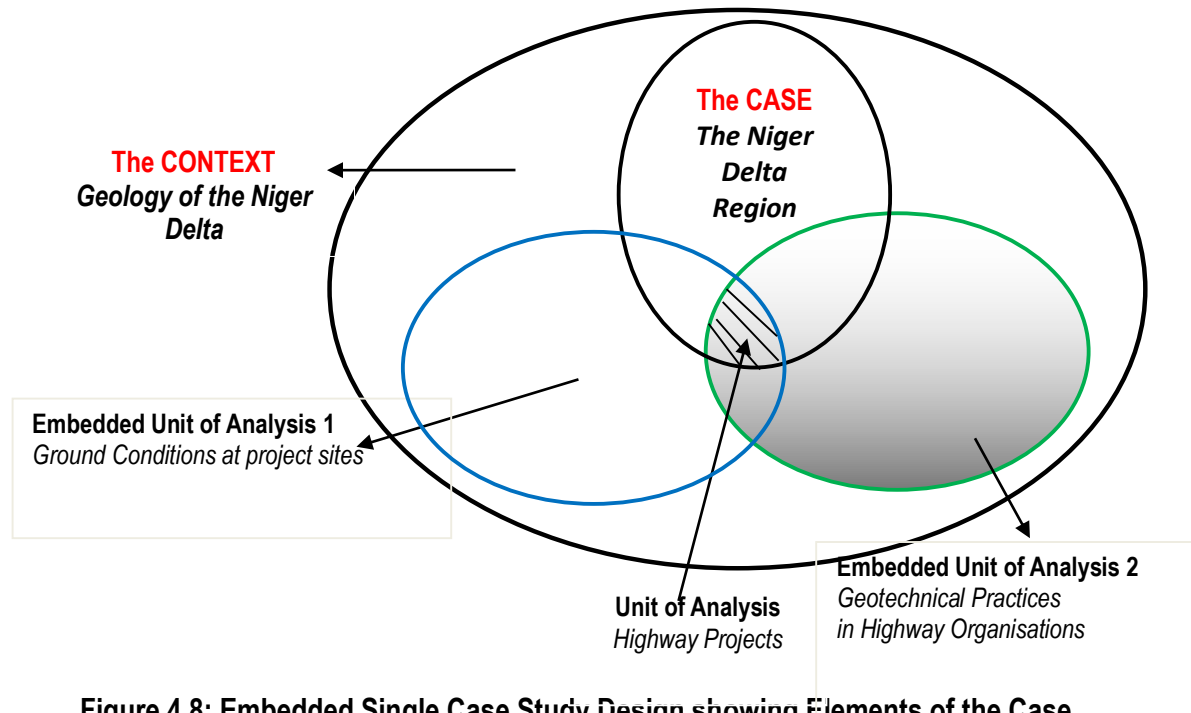 The CASE
The Niger
Delta
Region
The CONTEXT
Geology of the Niger
Delta
Embedded Unit of Analysis 1
Ground Conditions at project sites
Embedded Unit of Analysis 2
Geotechnical Practices
in Highway Organisations
Unit of Analysis
Highway Projects
Figure 4.8: Embedded Single Case Study Design showing Elements of the Case